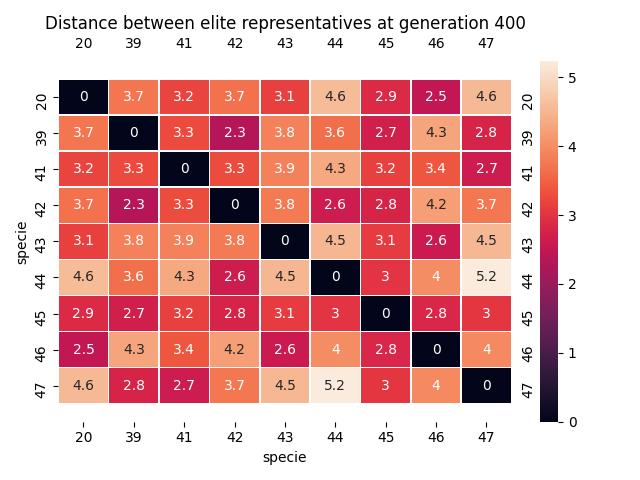 Distance between elite representatives at generation 400
20 39 41 42 43 44 45 46 47
20 0 3.7 3.2 3.7 3.1 4.6 2.9 2.5 4.6 20
39 3.7 0 3.3 2.3 3.8 3.6 2.7 4.3 2.8 39
41 3.2 3.3 0 3.3 3.9 4.3 3.2 3.4 2.7 41
42 3.7 2.3 3.3 0 3.8 2.6 2.8 4.2 3.7 42
43 3.1 3.8 3.9 3.8 0 4.5 3.1 2.6 4.5 43
44 4.6 3.6 4.3 2.6 4.5 0 3 4 5.2 44
45 2.9 2.7 3.2 2.8 3.1 3 0 2.8 3 45
46 2.5 4.3 3.4 4.2 2.6 4 2.8 0 4 46
47 4.6 2.8 2.7 3.7 4.5 5.2 3 4 0 47
20 39 41 42 43 44 45 46 47
specie
specie
5
4
3
2
1
0